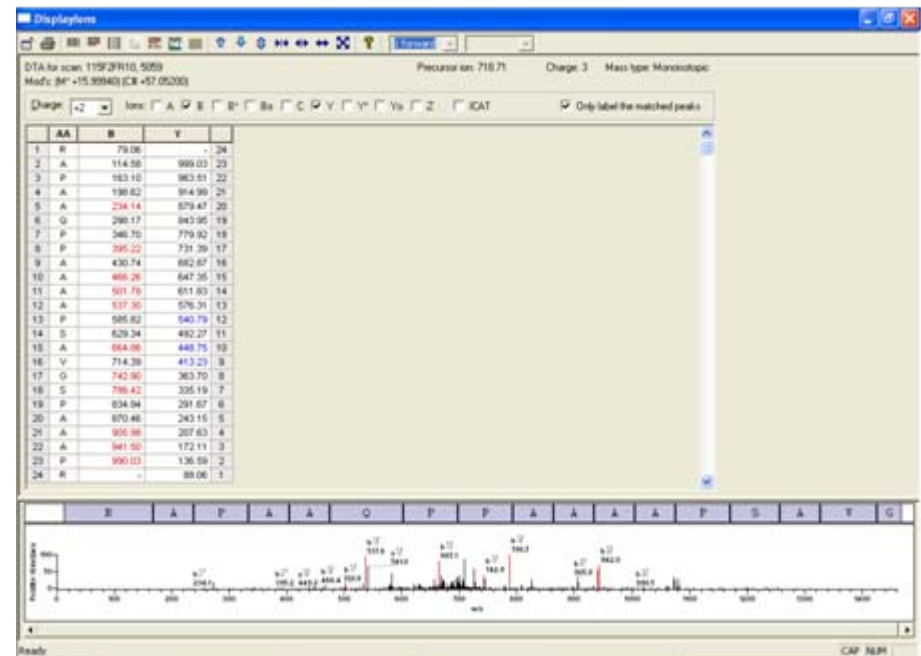 DisplayIons
DTA for scan: 115F2FR10, 5059 Precursor ion: 718.71 Charge: 3 Mass type: Monoisotopic
Mod's: (M* +15.99940) (C# +57.05200)
Charge: +2 Ions: A B B* Bo C Y Y* Yo Z ICAT Only label the matched peaks
AA B Y
1 R 79.06 - 24
2 A 114.58 999.03 23
3 P 163.10 963.51 22
4 A 198.62 914.99 21
5 A 234.14 879.47 20
6 Q 298.17 843.95 19
7 P 346.70 779.92 18
8 P 395.22 731.39 17
9 A 430.74 682.87 16
10 A 466.26 647.35 15
11 A 501.78 611.83 14
12 A 537.30 576.31 13
13 P 585.82 540.79 12
14 S 629.34 492.27 11
15 A 664.86 448.75 10
16 V 714.39 413.23 9
17 G 742.90 363.70 8
18 S 786.42 335.19 7
19 P 834.94 291.67 6
20 A 870.46 243.15 5
21 A 905.98 207.63 4
22 A 941.50 172.11 3
23 P 990.03 136.59 2
24 R - 88.06 1
R A P A A Q P P A A A A P S A V G
m/z
Ready CAP NUM